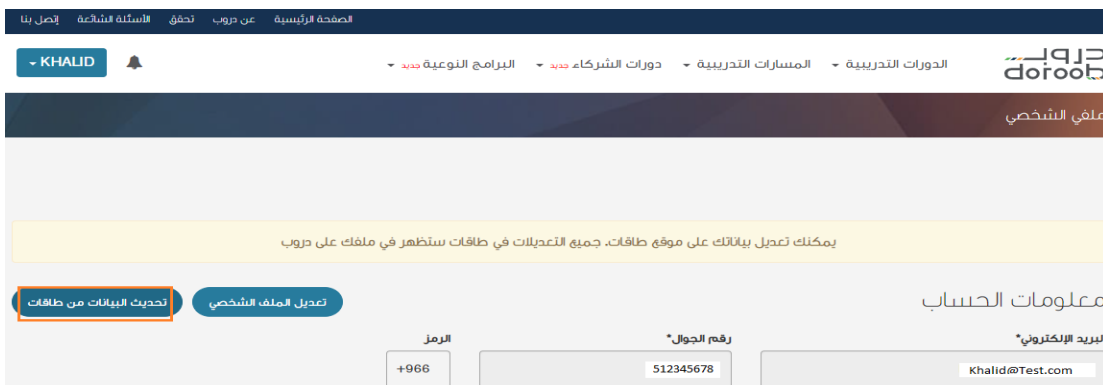 الصفحة الرئيسية عن دروب تحقق الأسئلة الشائعة إتصل بنا
دروب
doroob
الدورات التدريبية المسارات التدريبية دورات الشركاء جديد البرامج النوعية جديد KHALID
ملفي الشخصي
يمكنك تعديل بياناتك على موقع طاقات. جميع التعديلات في طاقات ستظهر في ملفك على دروب
معلومات الحساب تعديل الملف الشخصي تحديث البيانات من طاقات
البريد الإلكتروني* رقم الجوال* الرمز
Khalid@Test.com 512345678 +966